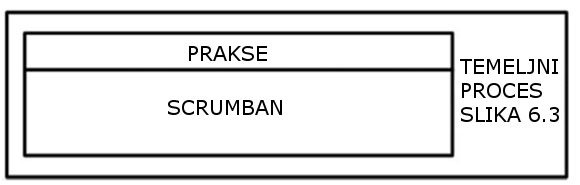 PRAKSE
SCRUMBAN
TEMELJNI
PROCES
SLIKA 6.3